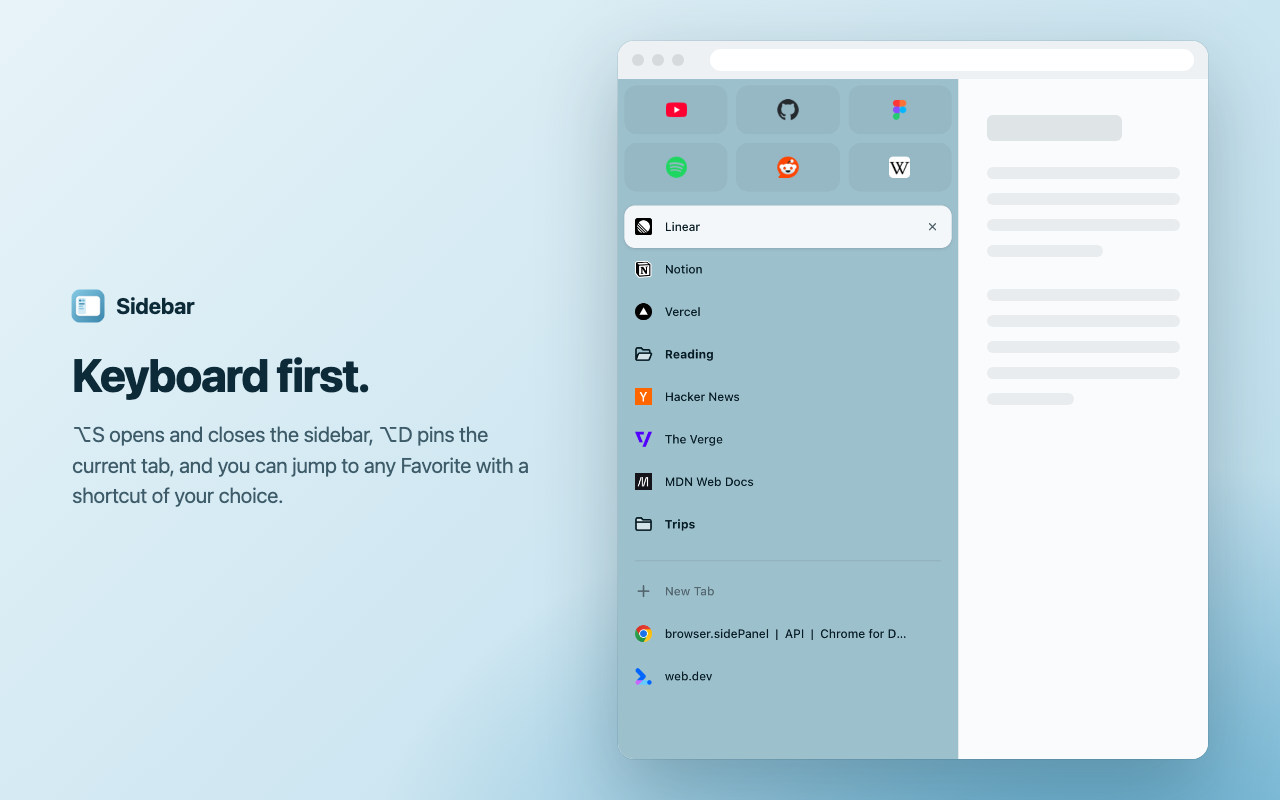 Sidebar
Keyboard first.
⌥S opens and closes the sidebar, ⌥D pins the
current tab, and you can jump to any Favorite with a
shortcut of your choice.
W
Linear
Notion
Vercel
Reading
Hacker News
The Verge
MDN Web Docs
Trips
New Tab
browser.sidePanel | API | Chrome for D...
web.dev